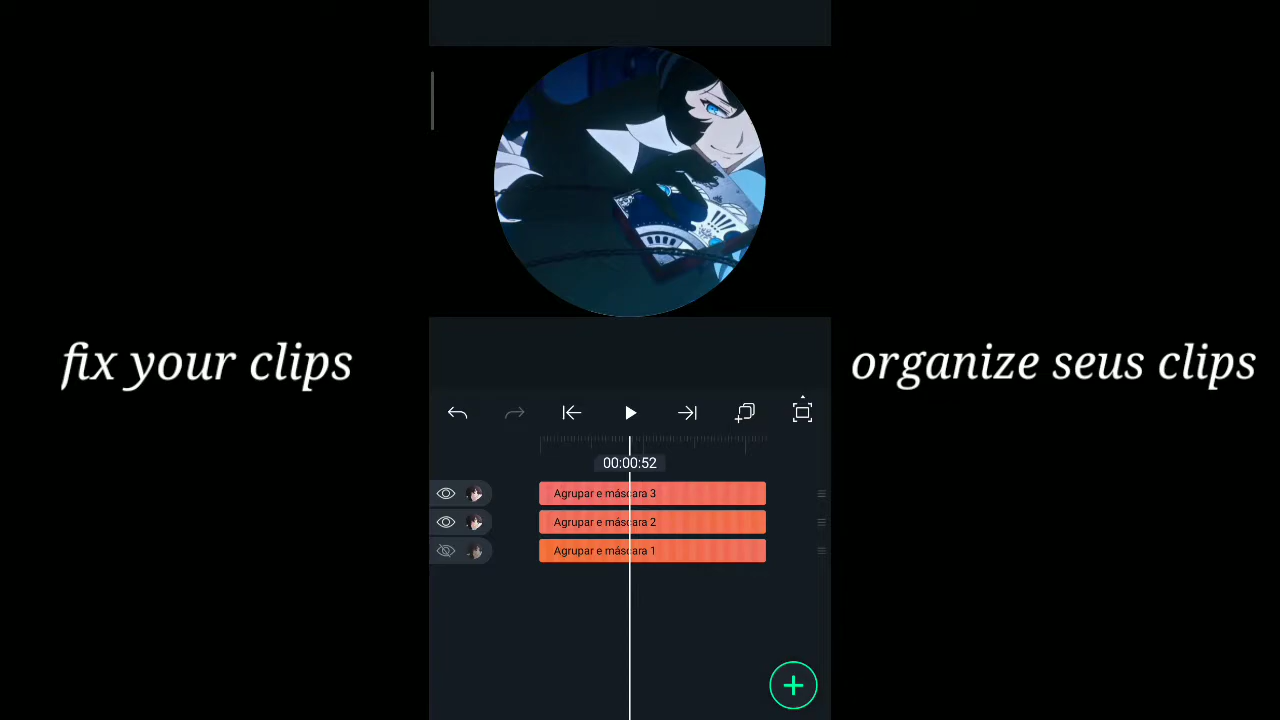 fix your clips
organize seus clips
00:00:52
Agrupar e máscara 3
Agrupar e máscara 2
Agrupar e máscara 1